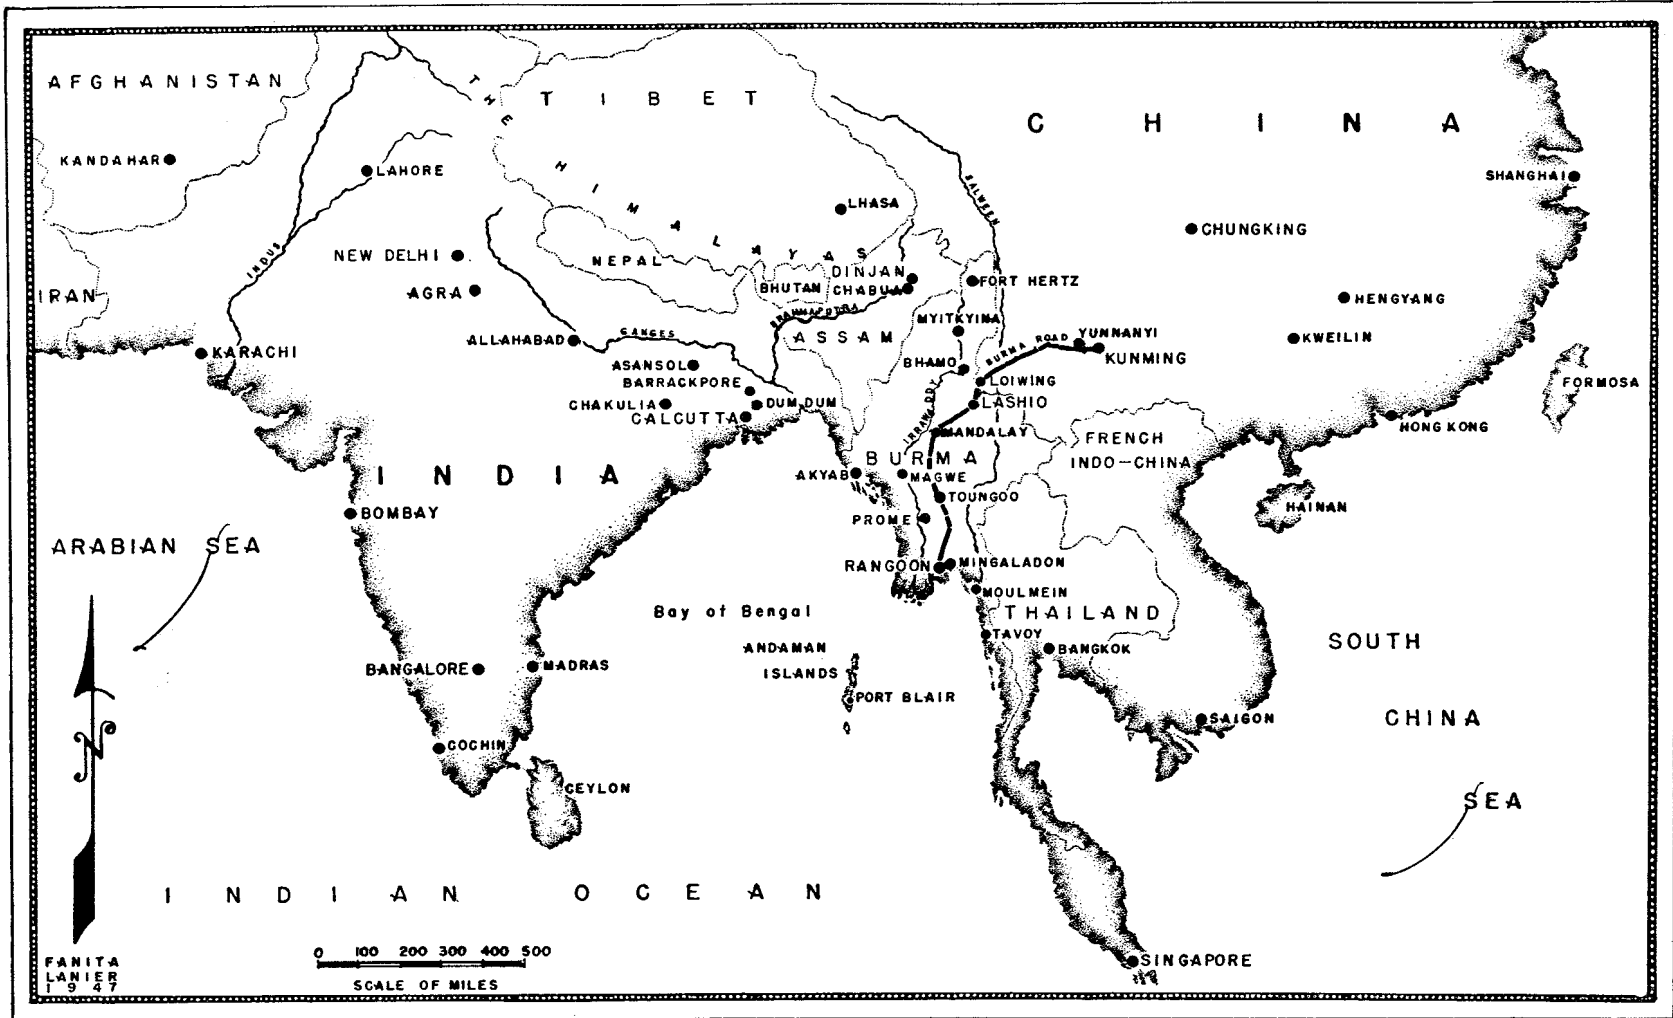 AFGHANISTAN
THE HIMALAYAS
TIBET
CHINA
KANDAHAR
LAHORE
SHANGHAI
SALWEEN
LHASA
CHUNGKING
INDUS
NEW DELHI
NEPAL
DINJAN
BHUTAN
CHABUA
FORT HERTZ
IRAN
AGRA
HENGYANG
BRAHMAPUTRA
MYITKYINA
ASSAM
GANGES
ALLAHABAD
BURMA ROAD
YUNNANYI
KWEILIN
KARACHI
KUNMING
ASANSOL
BHAMO
BARRACKPORE
LOIWING
FORMOSA
CHAKULIA
DUM DUM
LASHIO
CALCUTTA
IRRAWADDY
MANDALAY
HONG KONG
FRENCH
INDO-CHINA
BURMA
INDIA
AKYAB
MAGWE
TOUNGOO
HAINAN
BOMBAY
PROME
ARABIAN SEA
RANGOON
MINGALADON
MOULMEIN
Bay of Bengal
THAILAND
TAVOY
SOUTH
ANDAMAN
ISLANDS
BANGKOK
BANGALORE
MADRAS
PORT BLAIR
SAIGON
CHINA
COCHIN
CEYLON
SEA
N
INDIAN OCEAN
0 100 200 300 400 500
SCALE OF MILES
FANITA
LANIER
1947
SINGAPORE